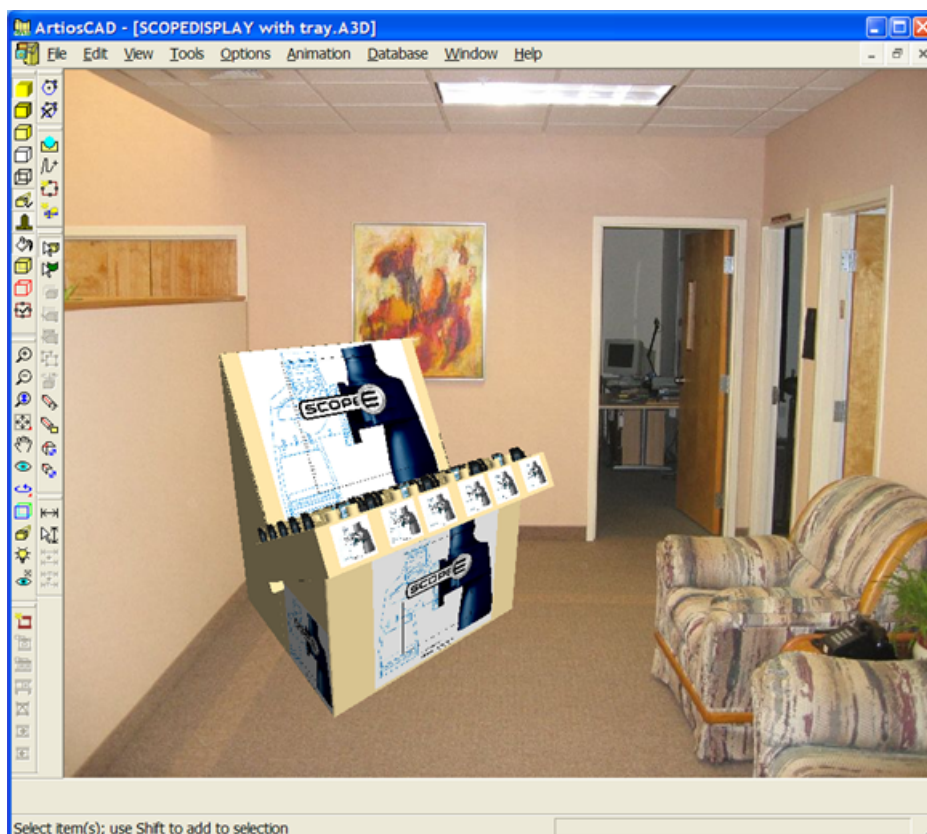 ArtiosCAD - [SCOPEDISPLAY with tray.A3D]
File Edit View Tools Options Animation Database Window Help
SCOPE
SCOPE
Select item(s); use Shift to add to selection